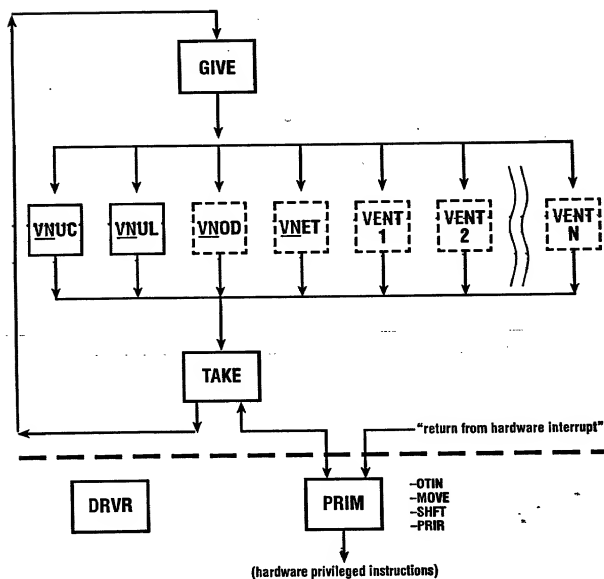 GIVE
VNUC
VNUL
VNOD
VNET
VENT
1
VENT
2
VENT
N
TAKE
"return from hardware interrupt"
DRVR
PRIM
–OTIN
–MOVE
–SHFT
–PRIR
(hardware privileged instructions)